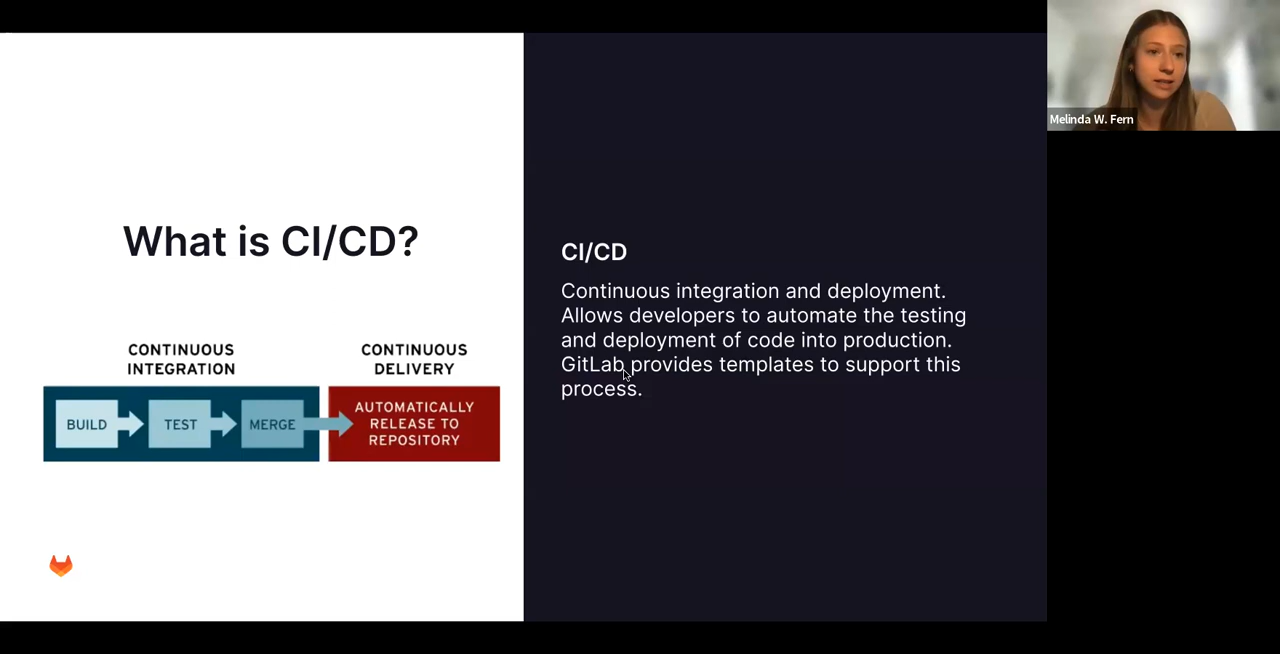 Melinda W. Fern
What is CI/CD?
CONTINUOUS
INTEGRATION
CONTINUOUS
DELIVERY
BUILD
TEST
MERGE
AUTOMATICALLY
RELEASE TO
REPOSITORY
CI/CD
Continuous integration and deployment.
Allows developers to automate the testing
and deployment of code into production.
GitLab provides templates to support this
process.